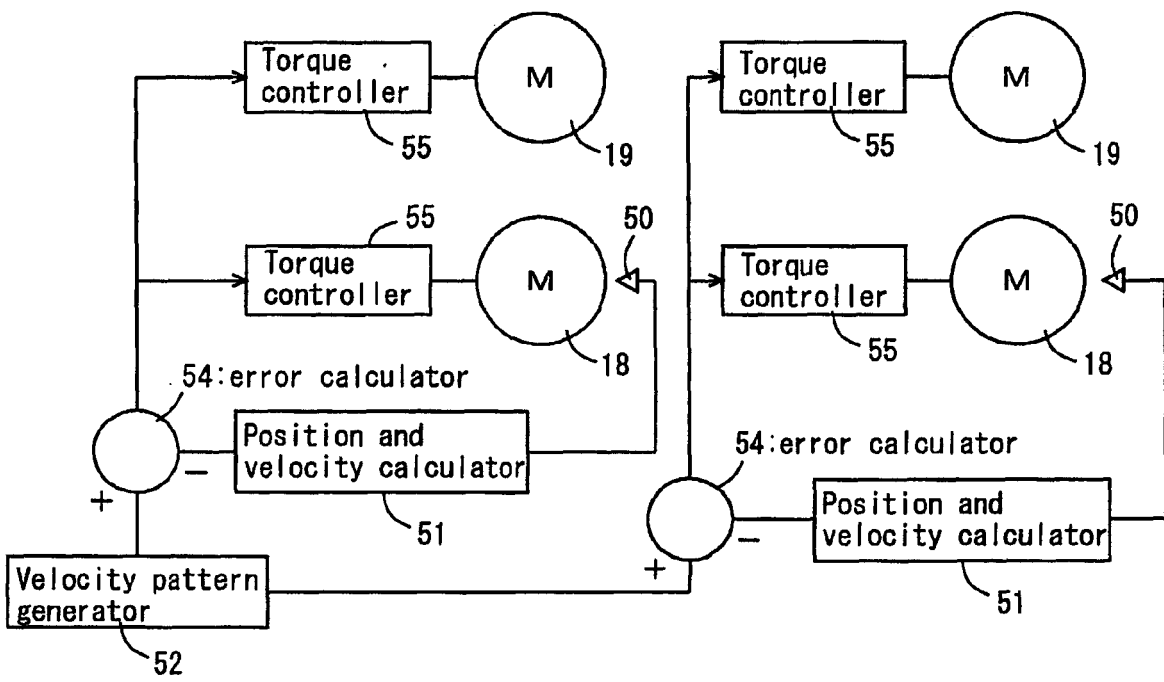 Torque
controller
55
M
19
Torque
controller
55
M
19
55
Torque
controller
M
18
50
Torque
controller
55
M
18
50
54:error calculator
Position and
velocity calculator
51
−
+
54:error calculator
Position and
velocity calculator
51
−
+
Velocity pattern
generator
52